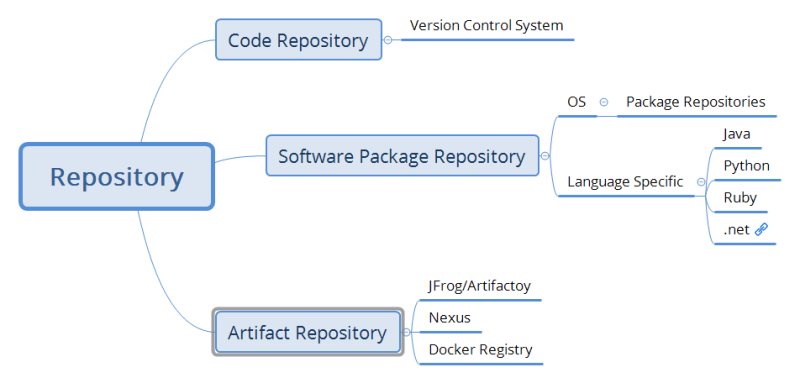 Repository
Code Repository
Version Control System
Software Package Repository
OS
Package Repositories
Language Specific
Java
Python
Ruby
.net
Artifact Repository
JFrog/Artifactoy
Nexus
Docker Registry